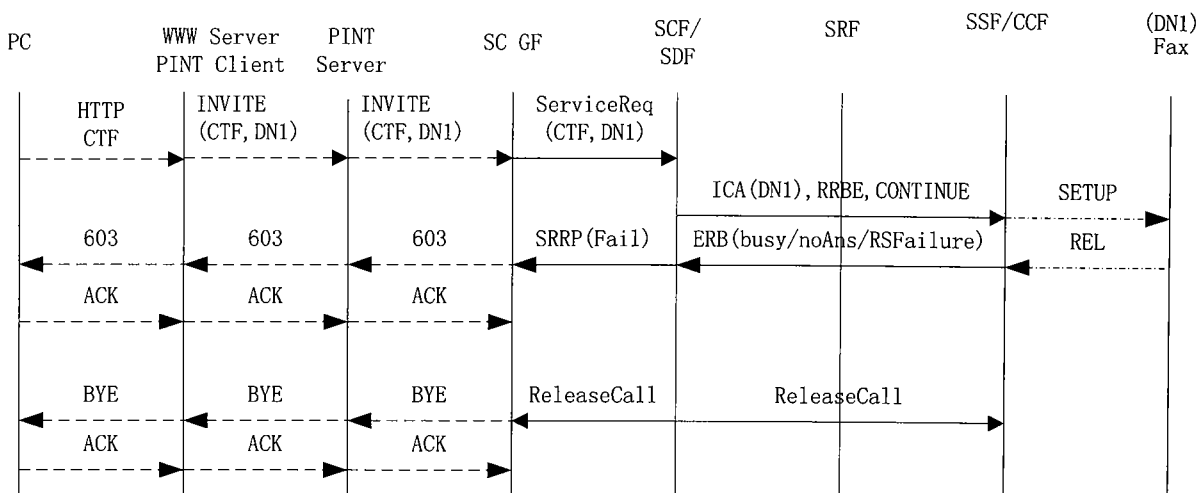 PC
WWW Server
PINT Client
PINT
Server
SC GF
SCF/
SDF
SRF
SSF/CCF
(DN1)
Fax
HTTP
CTF
INVITE
(CTF, DN1)
INVITE
(CTF, DN1)
ServiceReq
(CTF, DN1)
ICA(DN1), RRBE, CONTINUE
SETUP
603
603
603
SRRP(Fail)
ERB(busy/noAns/RSFailure)
REL
ACK
ACK
ACK
BYE
BYE
BYE
ReleaseCall
ReleaseCall
ACK
ACK
ACK